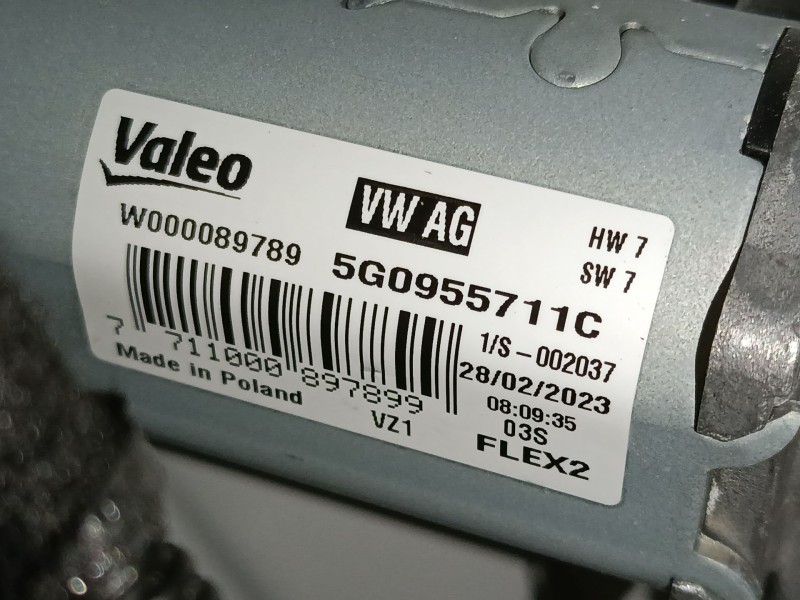 Valeo
VW AG
HW 7
SW 7
W000089789
5G0955711C
1/S-002037
28/02/2023
08:09:35
03S
FLEX2
7 711000 897899
Made in Poland
VZ1